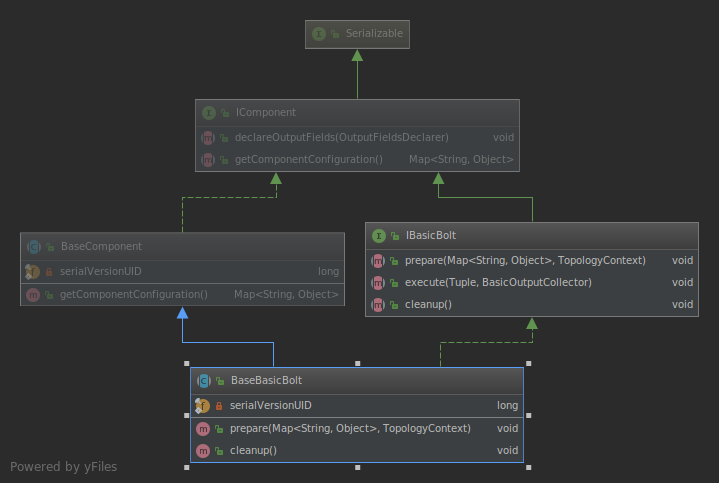 Serializable
IComponent
declareOutputFields(OutputFieldsDeclarer) void
getComponentConfiguration() Map<String, Object>
BaseComponent
serialVersionUID long
getComponentConfiguration() Map<String, Object>
IBasicBolt
prepare(Map<String, Object>, TopologyContext) void
execute(Tuple, BasicOutputCollector) void
cleanup() void
BaseBasicBolt
serialVersionUID long
prepare(Map<String, Object>, TopologyContext) void
cleanup() void
Powered by yFiles